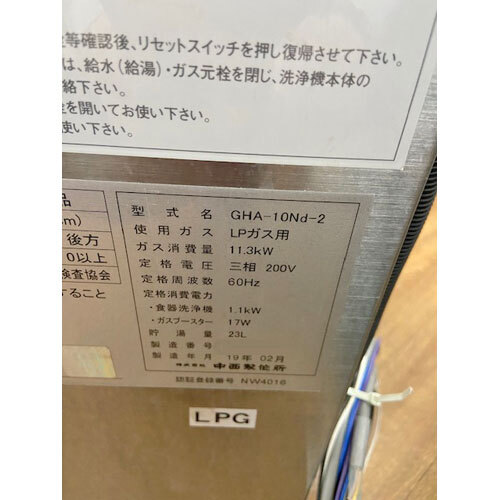 等確認後、リセットスイッチを押し復帰させて下さい。
は、給水(給湯)・ガス元栓を閉じ、洗浄機本体の
絡下さい。
を開いてお使い下さい。
使い下さい。
品
後方
0以上
検査協会
すること
型式名 GHA-10Nd-2
使用ガス LPガス用
ガス消費量 11.3kW
定格電圧 三相 200V
定格周波数 60Hz
定格消費電力
・食器洗浄機 1.1kW
・ガスブースター 17W
貯湯量 23L
製造番号
製造年月 19年 02月
株式会社 中西製作所
認証登録番号 NW4016
LPG